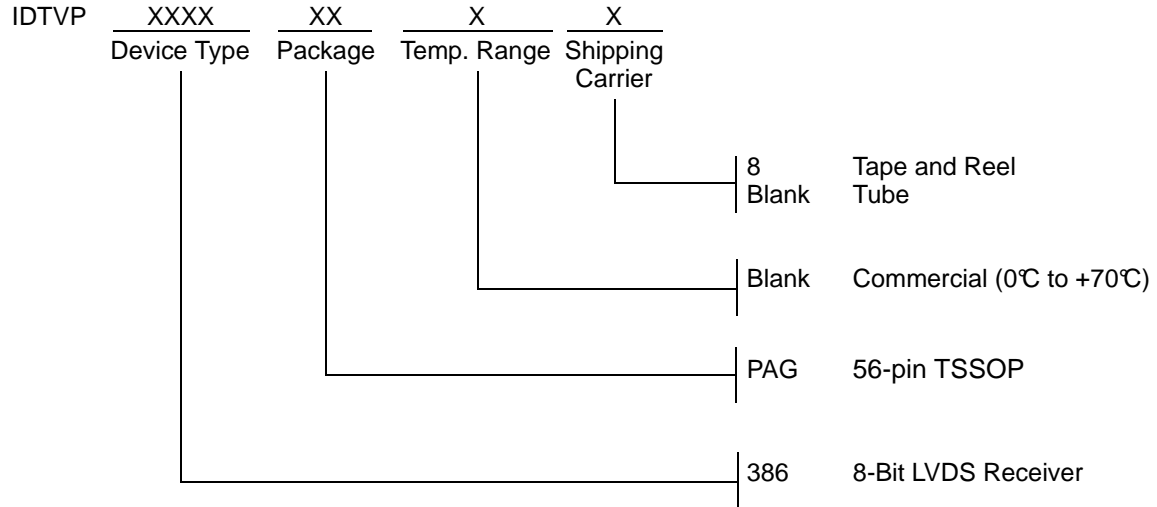 IDTVP XXXX XX X X
Device Type Package Temp. Range Shipping
Carrier
8 Tape and Reel
Blank Tube
Blank Commercial (0°C to +70°C)
PAG 56-pin TSSOP
386 8-Bit LVDS Receiver